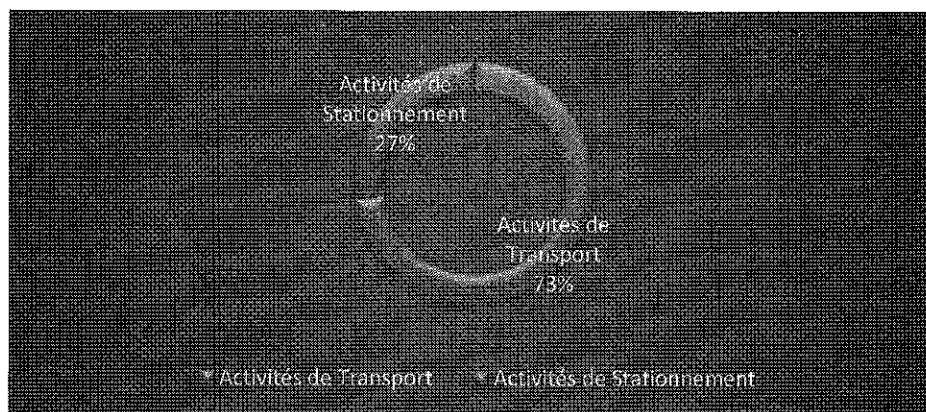 Activités de
Stationnement
27%
Activités de
Transport
73%
Activités de Transport
Activités de Stationnement